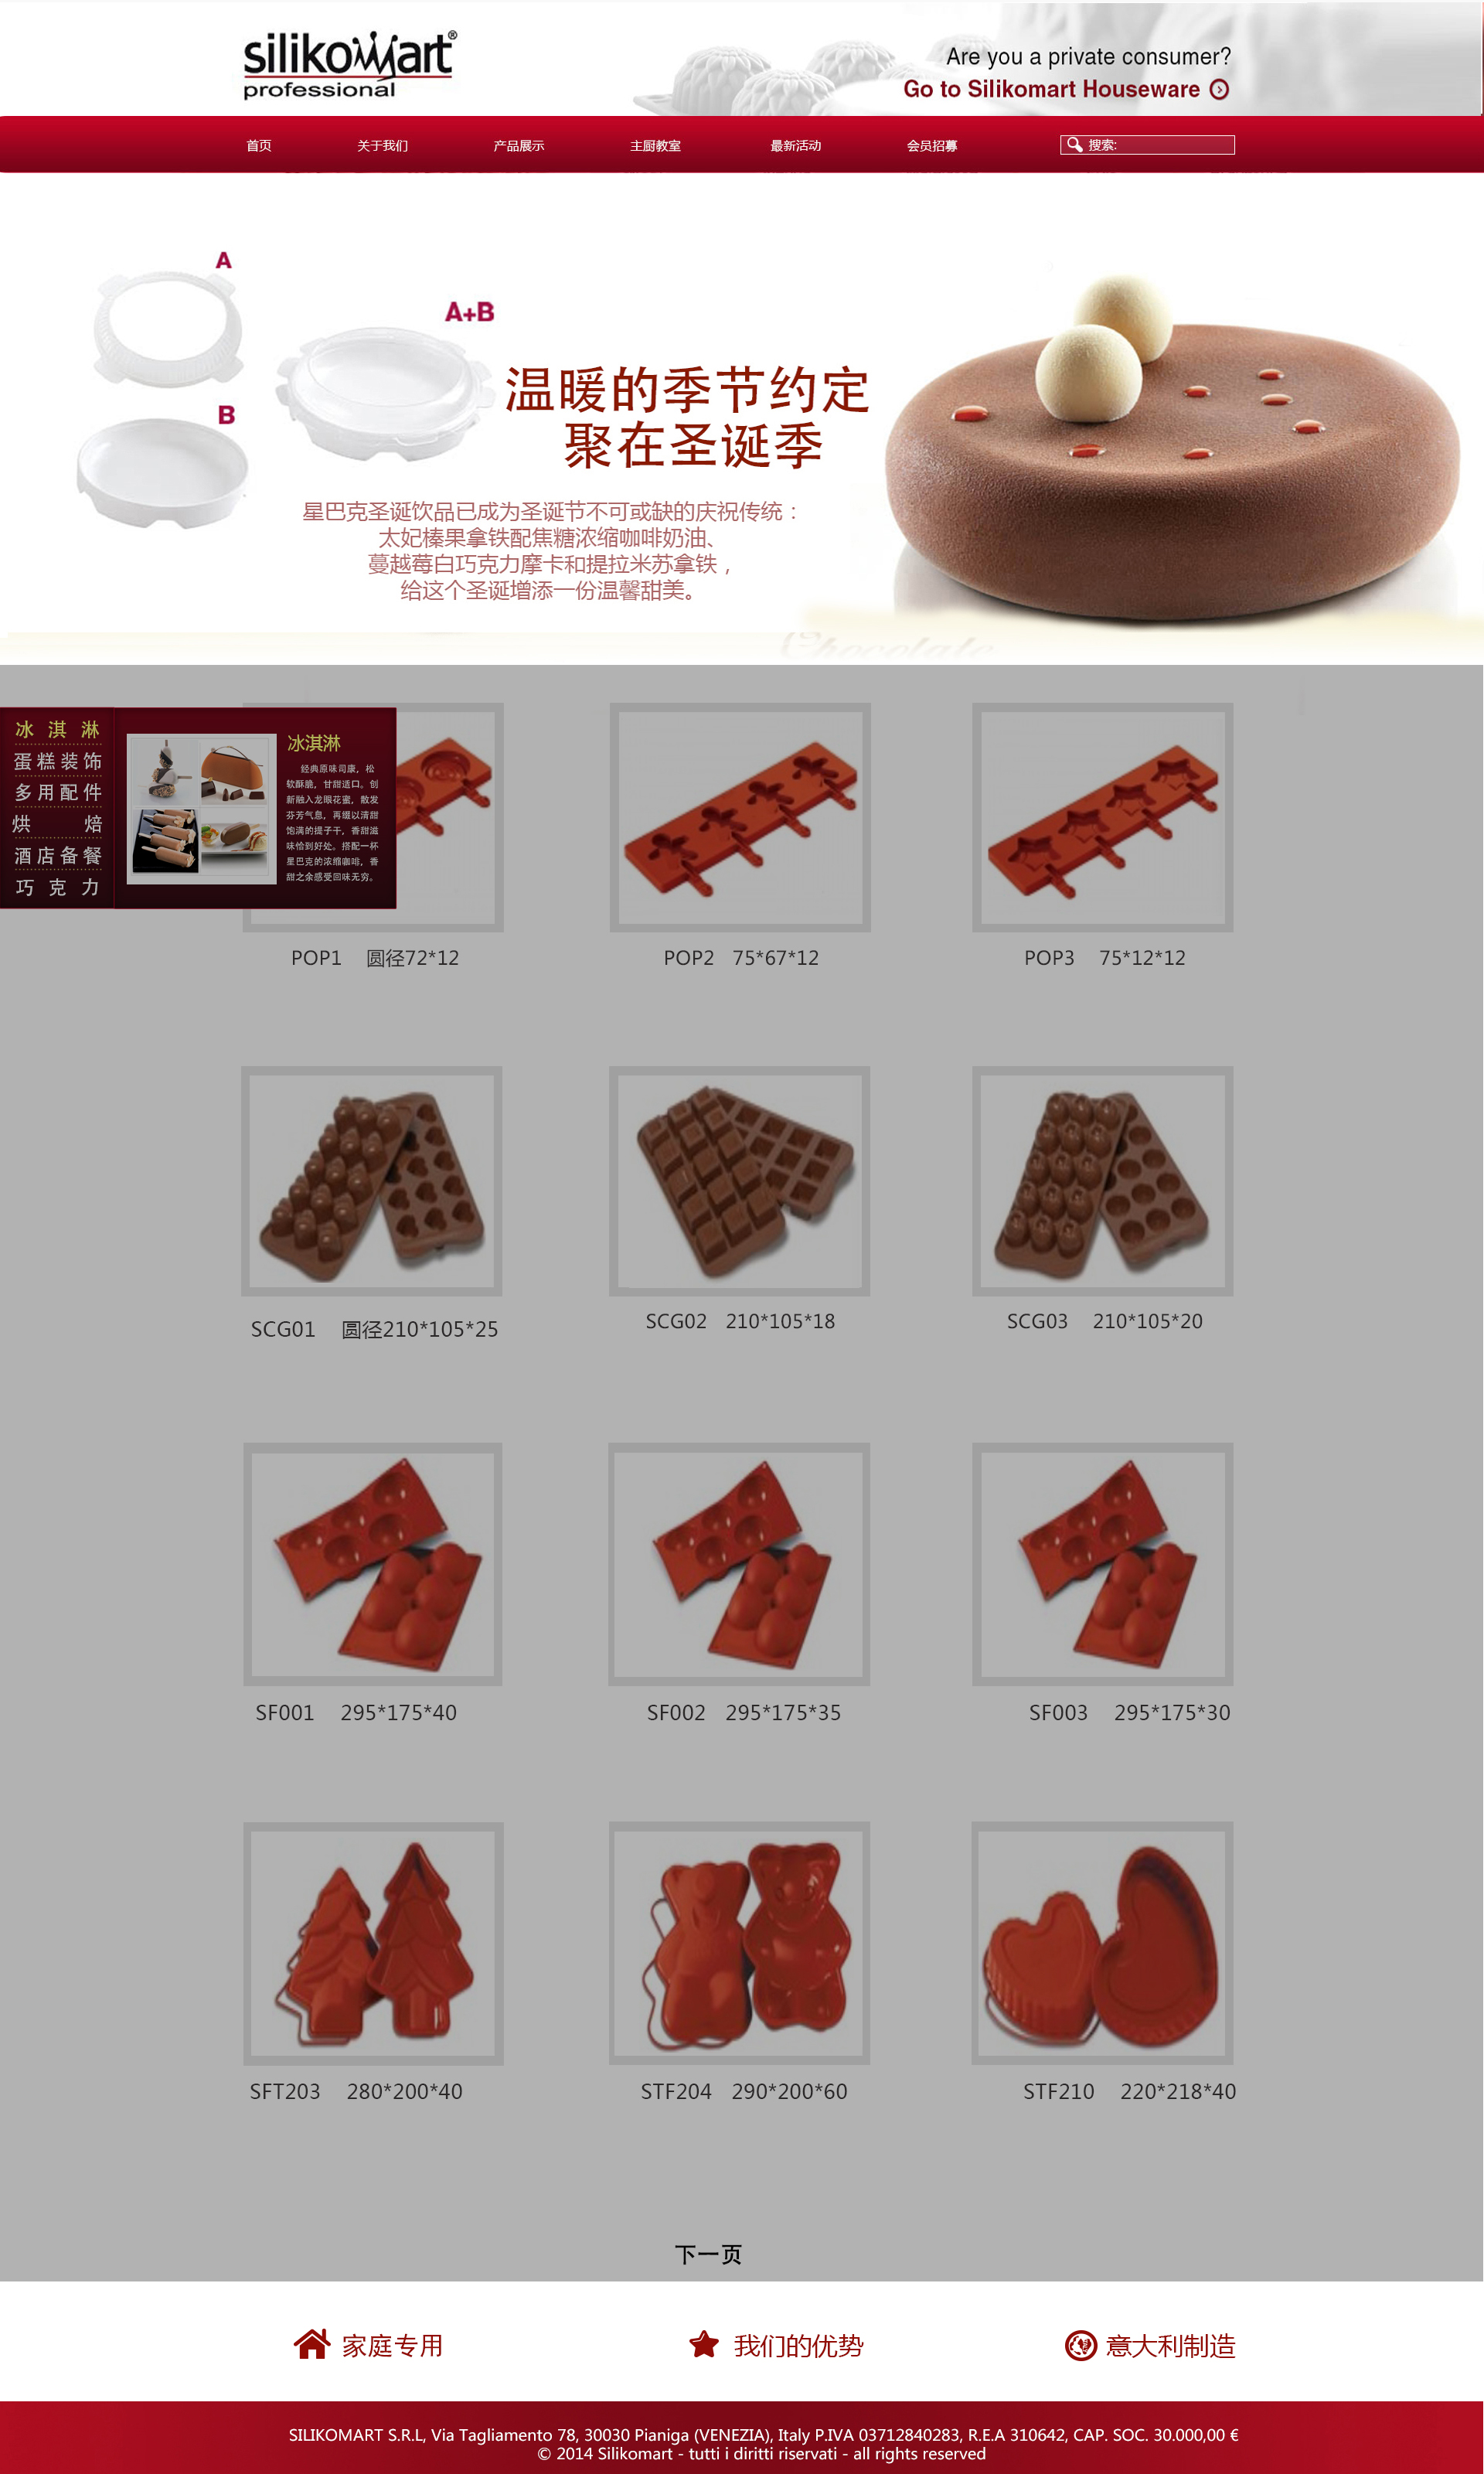 silikomart®
professional
Are you a private consumer?
Go to Silikomart Houseware
首页 关于我们 产品展示 主厨教室 最新活动 会员招募 搜索:
A
A+B
B
温暖的季节约定
聚在圣诞季
星巴克圣诞饮品已成为圣诞节不可或缺的庆祝传统：
太妃榛果拿铁配焦糖浓缩咖啡奶油、
蔓越莓白巧克力摩卡和提拉米苏拿铁，
给这个圣诞增添一份温馨甜美。
Chocolate
冰淇淋
蛋糕装饰
多用配件
烘焙
酒店备餐
巧克力
冰淇淋
经典原味司康，松
软酥脆，甘甜适口。创
新融入龙眼花蜜，散发
芬芳气息，再缀以清甜
饱满的提子干，香甜滋
味恰到好处。搭配一杯
星巴克的浓缩咖啡，香
甜之余感受回味无穷。
POP1 圆径72*12
POP2 75*67*12
POP3 75*12*12
SCG01 圆径210*105*25
SCG02 210*105*18
SCG03 210*105*20
SF001 295*175*40
SF002 295*175*35
SF003 295*175*30
SFT203 280*200*40
STF204 290*200*60
STF210 220*218*40
下一页
家庭专用
我们的优势
意大利制造
SILIKOMART S.R.L, Via Tagliamento 78, 30030 Pianiga (VENEZIA), Italy P.IVA 03712840283, R.E.A 310642, CAP. SOC. 30.000,00 €
© 2014 Silikomart - tutti i diritti riservati - all rights reserved